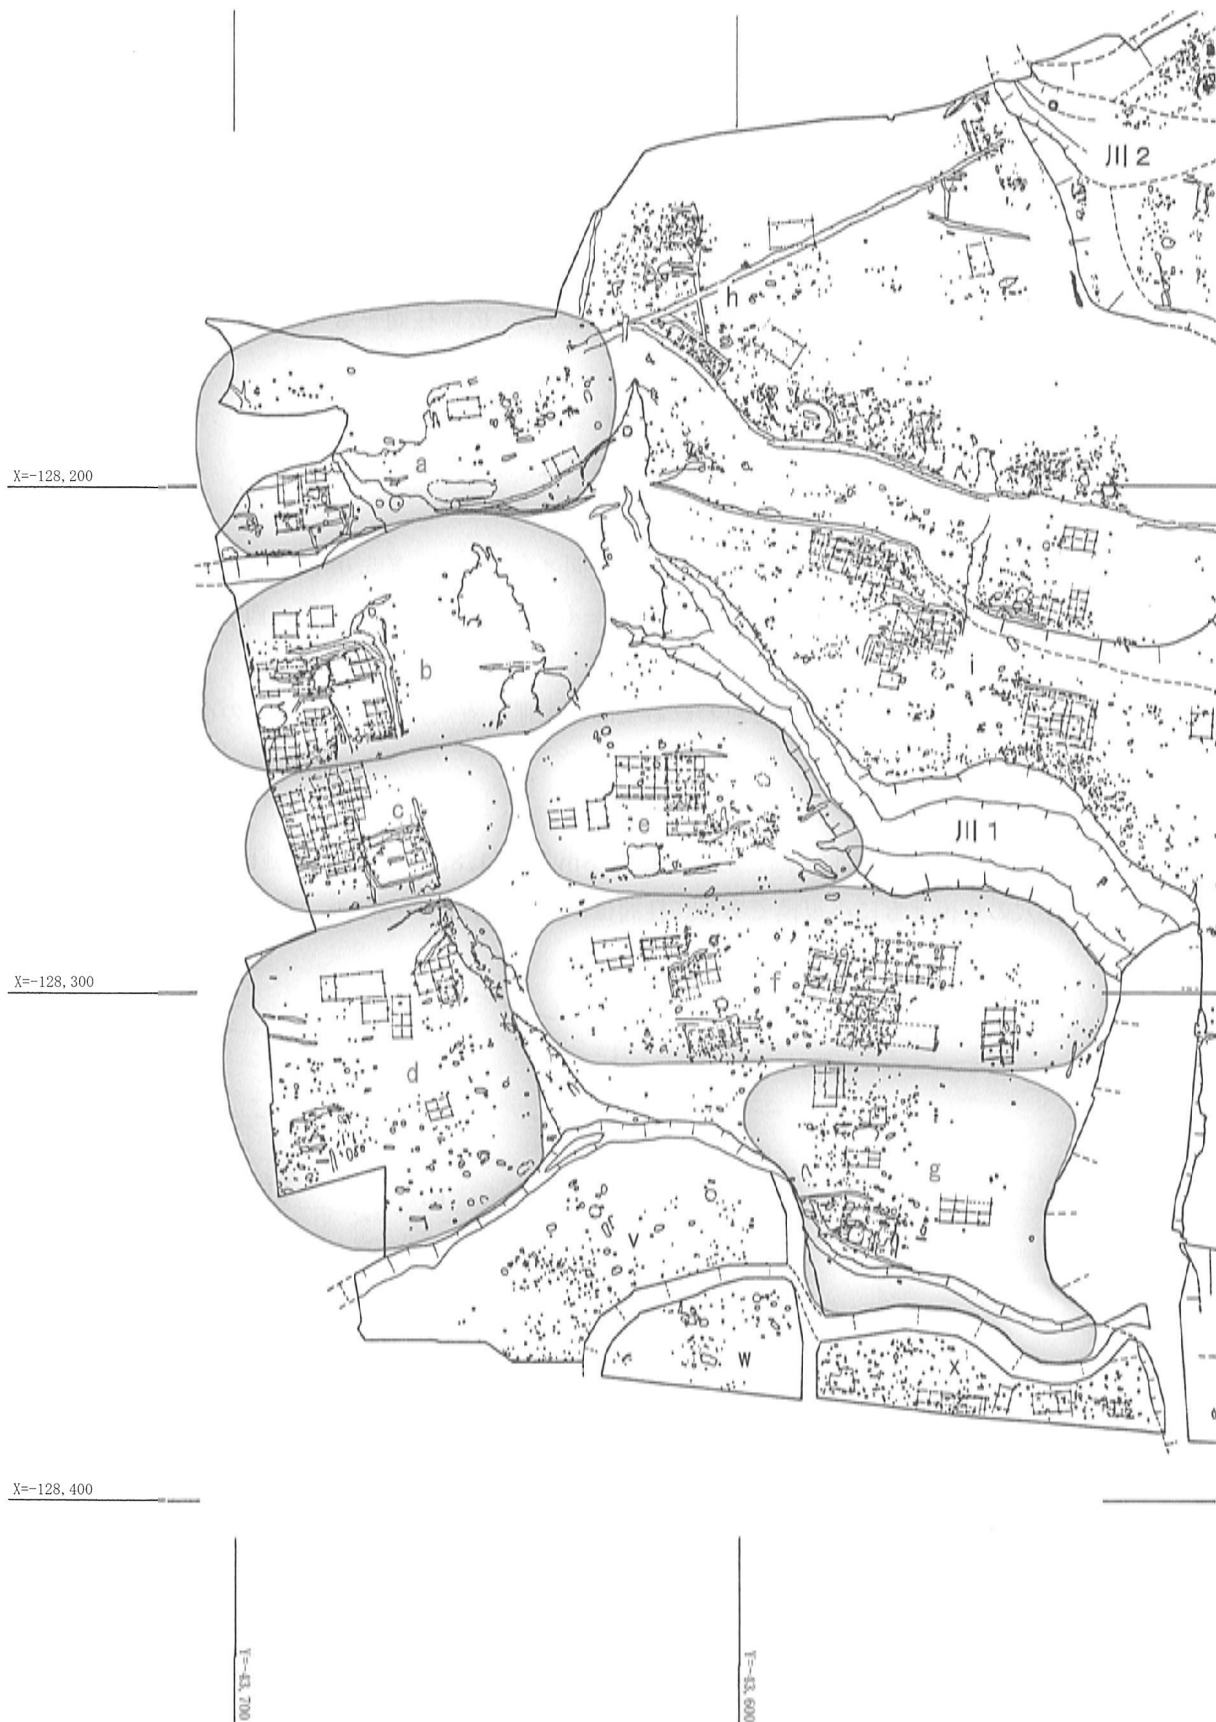 川2
h
a
X=-128,200
b
i
c
e
川1
f
X=-128,300
d
g
V
W
X
X=-128,400
Y=-43,700
Y=-43,600